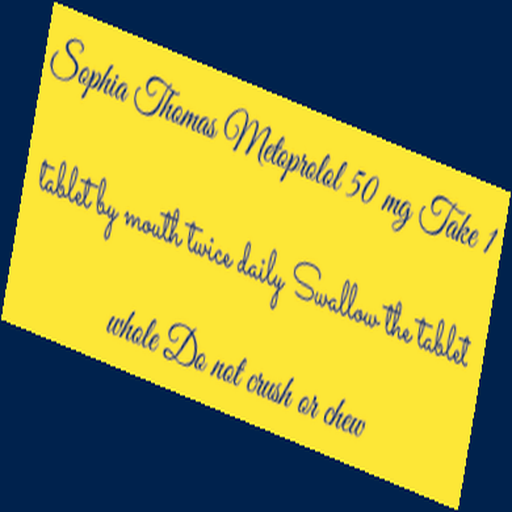 Sophia Thomas Metoprolol 50 mg Take 1
tablet by mouth twice daily Swallow the tablet
whole Do not crush or chew